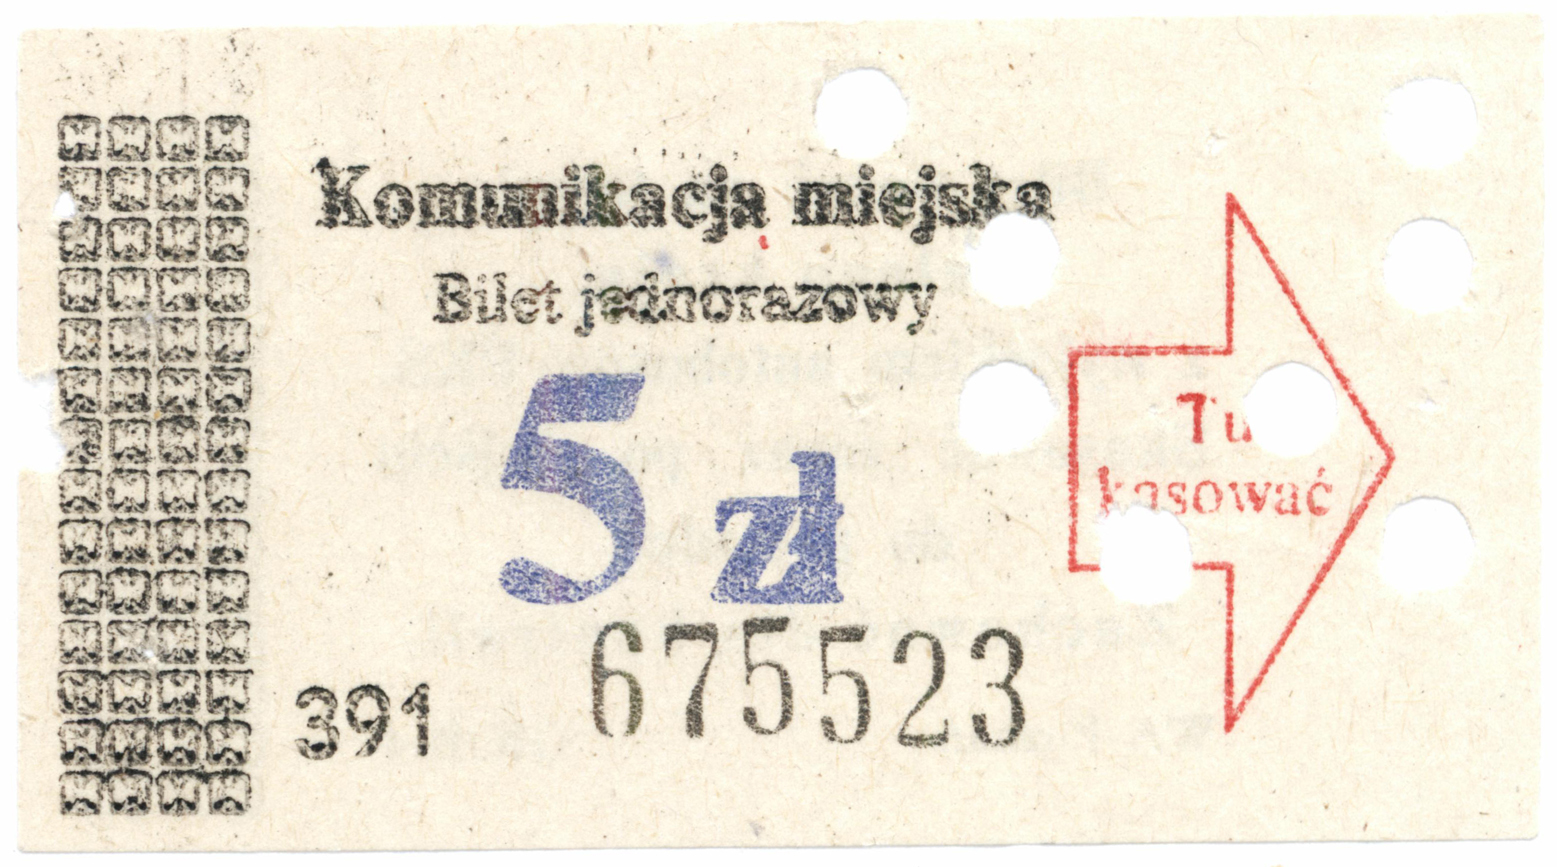 Komunikacja miejska
Bilet jednorazowy
5 zł
391
675523
Tu
kasować